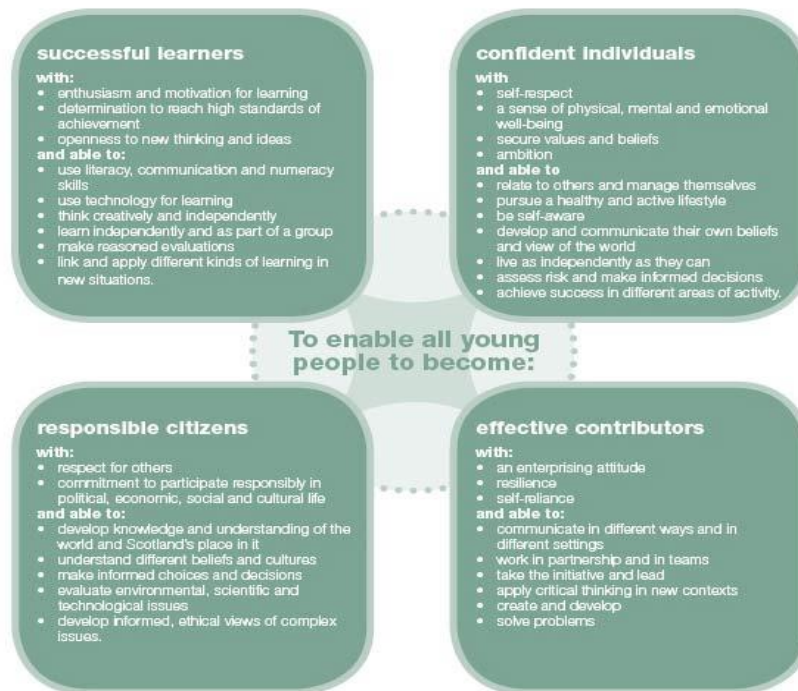 successful learners
with:
• enthusiasm and motivation for learning
• determination to reach high standards of
achievement
• openness to new thinking and ideas
and able to:
• use literacy, communication and numeracy
skills
• use technology for learning
• think creatively and independently
• learn independently and as part of a group
• make reasoned evaluations
• link and apply different kinds of learning in
new situations.
confident individuals
with
• self-respect
• a sense of physical, mental and emotional
well-being
• secure values and beliefs
• ambition
and able to
• relate to others and manage themselves
• pursue a healthy and active lifestyle
• be self-aware
• develop and communicate their own beliefs
and view of the world
• live as independently as they can
• assess risk and make informed decisions
• achieve success in different areas of activity.
To enable all young
people to become:
responsible citizens
with:
• respect for others
• commitment to participate responsibly in
political, economic, social and cultural life
and able to:
• develop knowledge and understanding of the
world and Scotland's place in it
• understand different beliefs and cultures
• make informed choices and decisions
• evaluate environmental, scientific and
technological issues
• develop informed, ethical views of complex
issues.
effective contributors
with:
• an enterprising attitude
• resilience
• self-reliance
and able to:
• communicate in different ways and in
different settings
• work in partnership and in teams
• take the initiative and lead
• apply critical thinking in new contexts
• create and develop
• solve problems